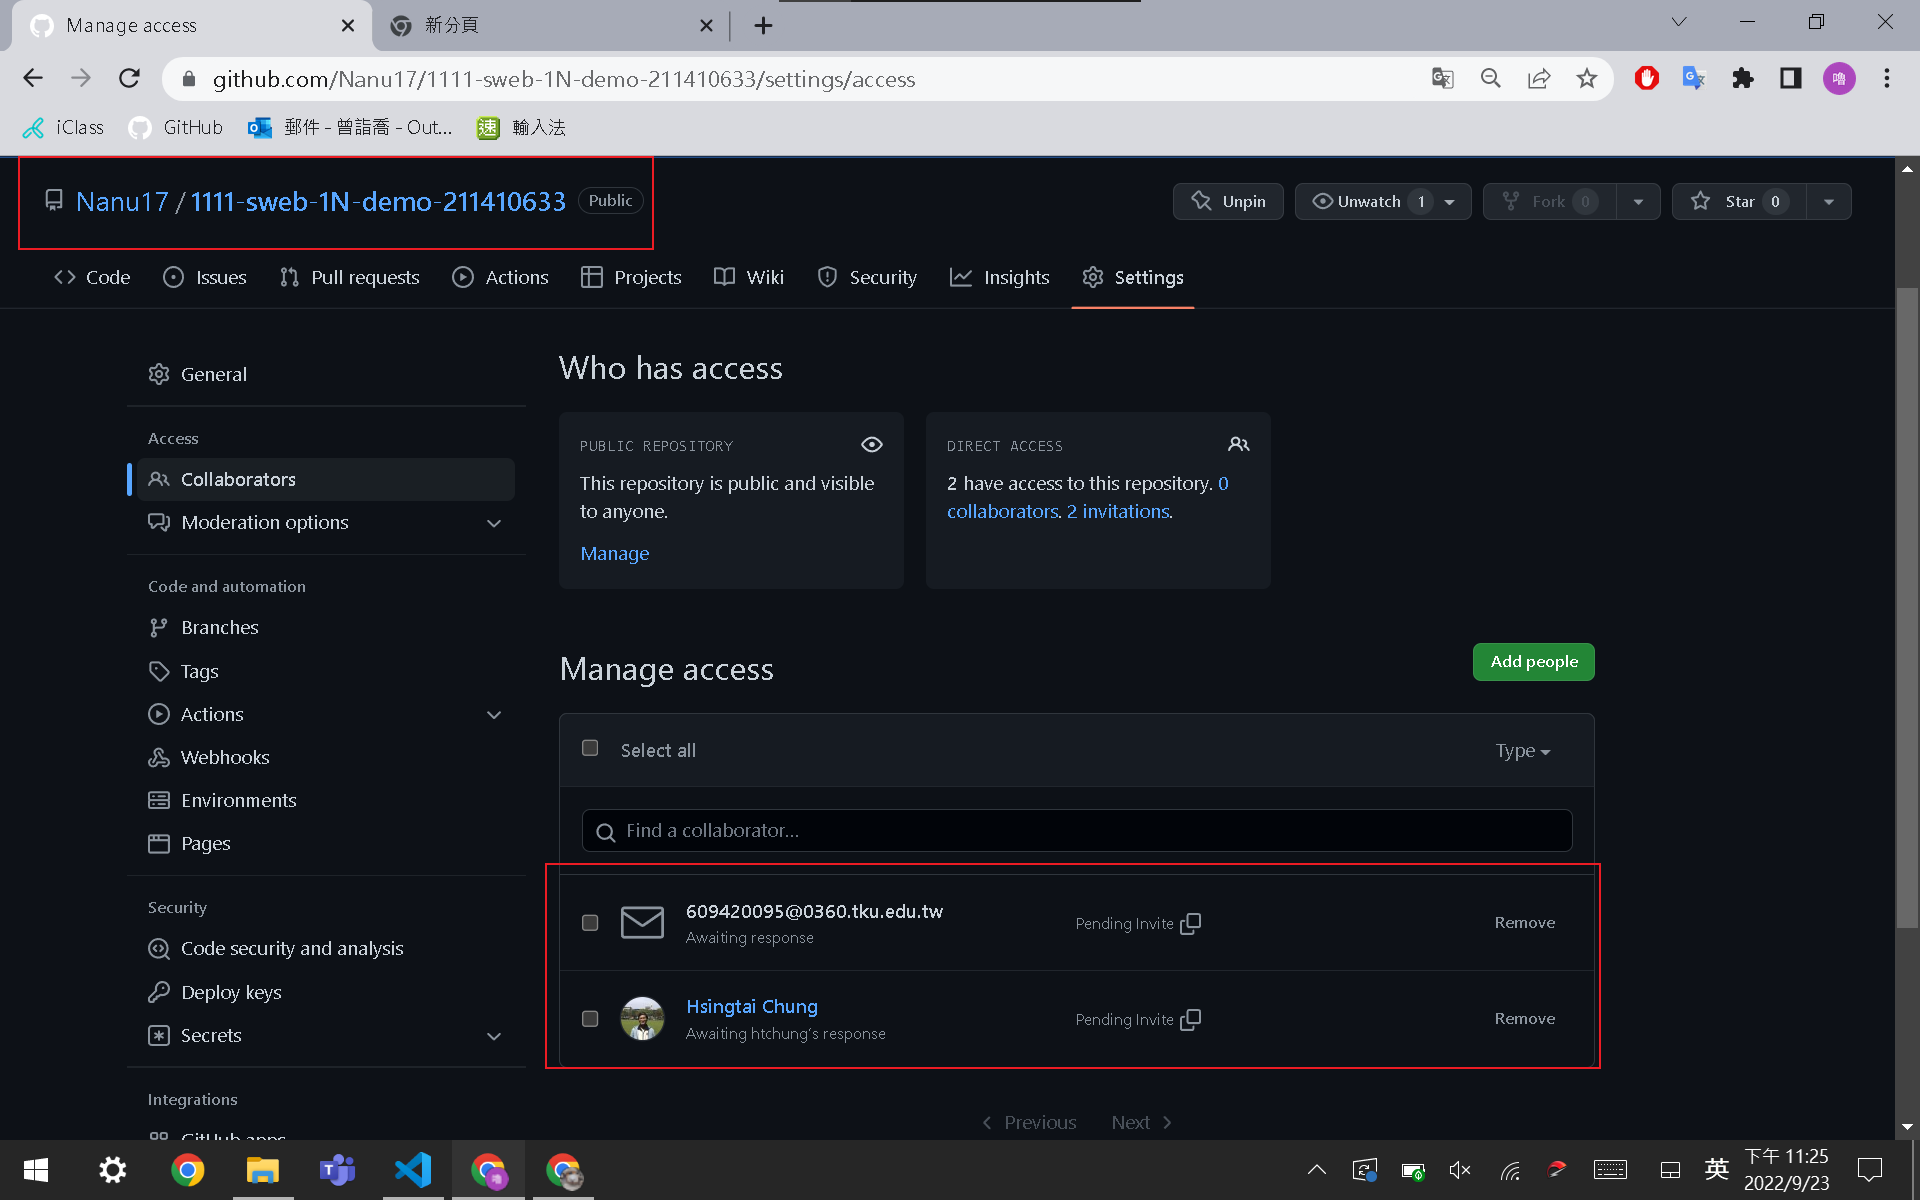 Manage access
新分頁
github.com/Nanu17/1111-sweb-1N-demo-211410633/settings/access
嚕
iClass
GitHub
郵件 - 曾詣喬 - Out...
速
輸入法
Nanu17 / 1111-sweb-1N-demo-211410633 Public
Unpin
Unwatch 1
Fork 0
Star 0
Code
Issues
Pull requests
Actions
Projects
Wiki
Security
Insights
Settings
General
Access
Collaborators
Moderation options
Code and automation
Branches
Tags
Actions
Webhooks
Environments
Pages
Security
Code security and analysis
Deploy keys
Secrets
Integrations
GitHub apps
Who has access
PUBLIC REPOSITORY
This repository is public and visible
to anyone.
Manage
DIRECT ACCESS
2 have access to this repository. 0
collaborators. 2 invitations.
Manage access
Add people
Select all
Type
Find a collaborator...
609420095@0360.tku.edu.tw
Awaiting response
Pending Invite
Remove
Hsingtai Chung
Awaiting htchung's response
Pending Invite
Remove
Previous
Next
英
下午 11:25
2022/9/23